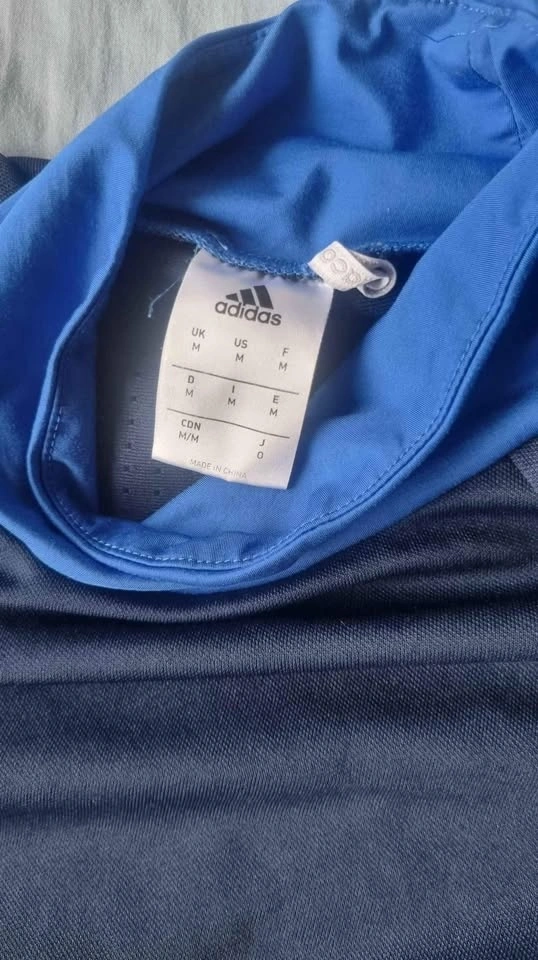 adidas
UK US F
M M M
D I E
M M M
CDN J
M/M O
MADE IN CHINA